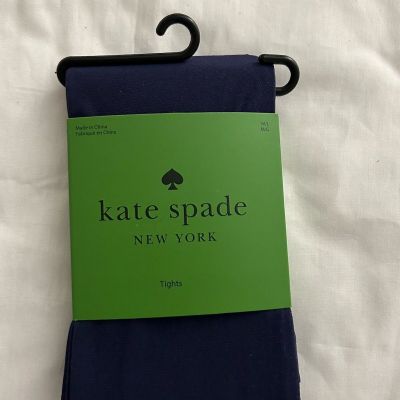 Made in China
Fabriqué en Chine
M/L
M/G
kate spade
NEW YORK
Tights